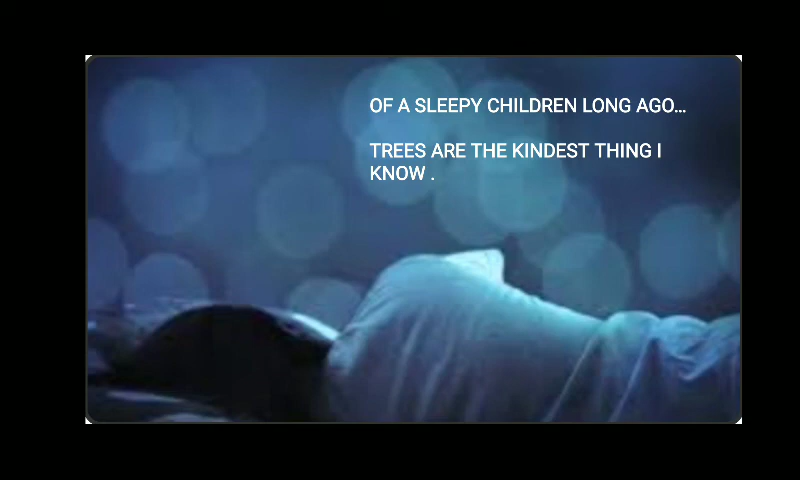 OF A SLEEPY CHILDREN LONG AGO...
TREES ARE THE KINDEST THING I
KNOW .